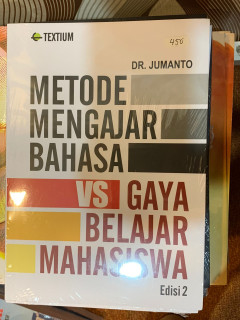 TEXTIUM
450
DR. JUMANTO
METODE
MENGAJAR
BAHASA
VS GAYA
BELAJAR
MAHASISWA
Edisi 2